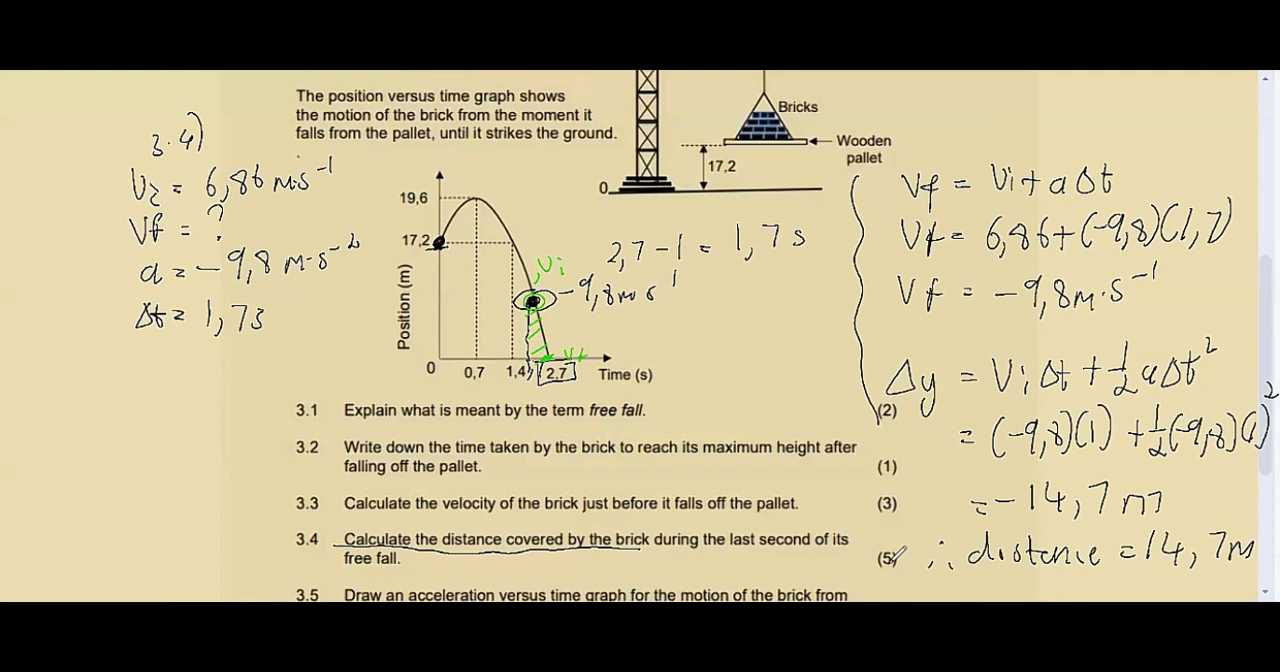 The position versus time graph shows
the motion of the brick from the moment it
falls from the pallet, until it strikes the ground.
Bricks
Wooden
pallet
17,2
0
3.4)
Vi = 6,86 m·s⁻¹
Vf = ?
a = -9,8 m·s⁻²
Δt = 1,7s
Position (m)
19,6
17,2
0
0,7
1,4
2,7
Time (s)
Vi
Vf
-9,8m s⁻¹
2,7-1 = 1,7s
Vf = Vi + aΔt
Vf = 6,86+(-9,8)(1,7)
Vf = -9,8m·s⁻¹
Δy = ViΔt + 1/2 aΔt²
= (-9,8)(1) + 1/2(-9,8)(1)²
= -14,7m
∴ distance = 14,7m
3.1 Explain what is meant by the term free fall. (2)
3.2 Write down the time taken by the brick to reach its maximum height after
falling off the pallet. (1)
3.3 Calculate the velocity of the brick just before it falls off the pallet. (3)
3.4 Calculate the distance covered by the brick during the last second of its
free fall. (5)
3.5 Draw an acceleration versus time graph for the motion of the brick from